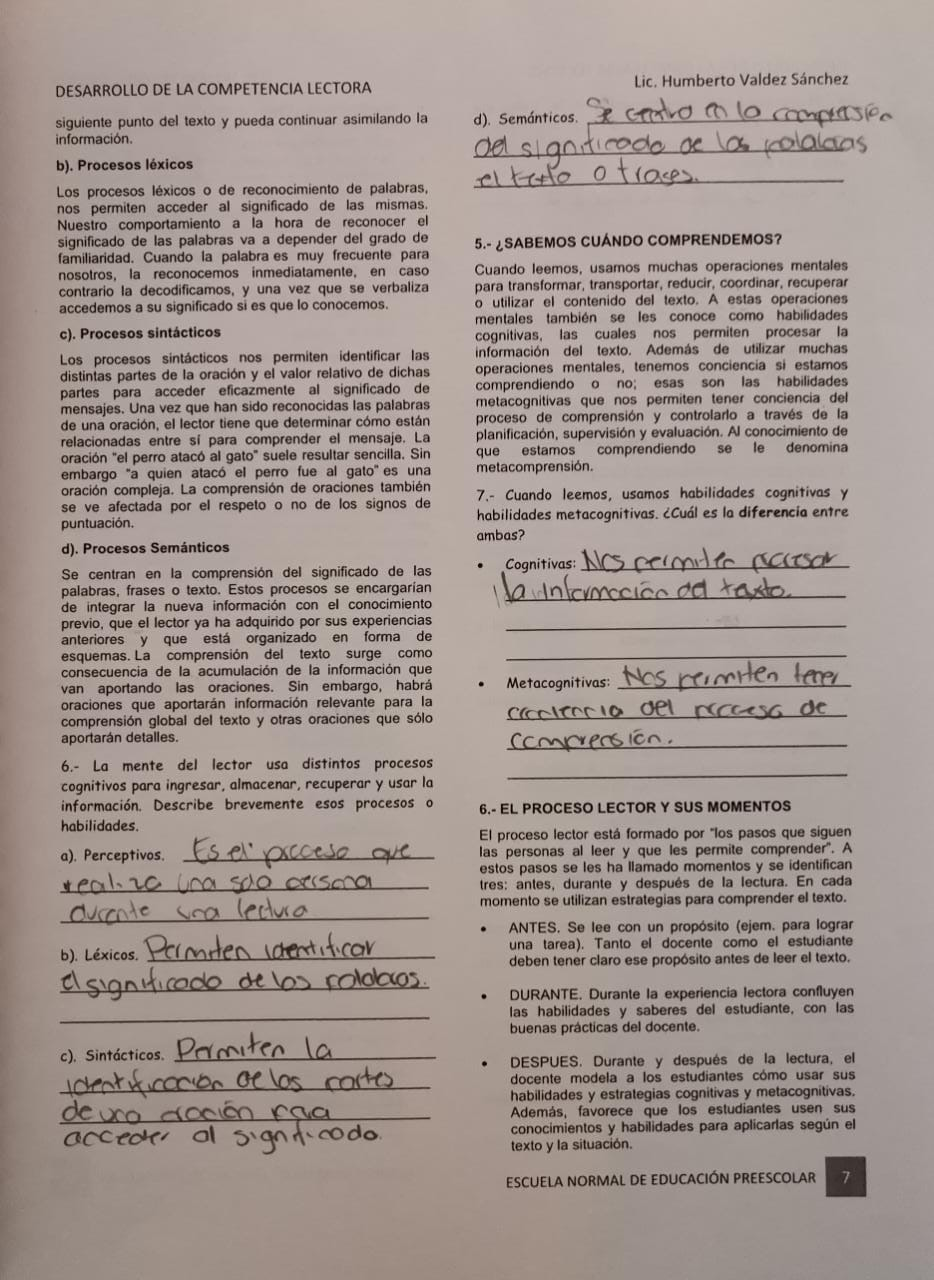 DESARROLLO DE LA COMPETENCIA LECTORA
Lic. Humberto Valdez Sánchez
siguiente punto del texto y pueda continuar asimilando la
información.
b). Procesos léxicos
Los procesos léxicos o de reconocimiento de palabras,
nos permiten acceder al significado de las mismas.
Nuestro comportamiento a la hora de reconocer el
significado de las palabras va a depender del grado de
familiaridad. Cuando la palabra es muy frecuente para
nosotros, la reconocemos inmediatamente, en caso
contrario la decodificamos, y una vez que se verbaliza
accedemos a su significado si es que lo conocemos.
c). Procesos sintácticos
Los procesos sintácticos nos permiten identificar las
distintas partes de la oración y el valor relativo de dichas
partes para acceder eficazmente al significado de
mensajes. Una vez que han sido reconocidas las palabras
de una oración, el lector tiene que determinar cómo están
relacionadas entre sí para comprender el mensaje. La
oración "el perro atacó al gato" suele resultar sencilla. Sin
embargo "a quien atacó el perro fue al gato" es una
oración compleja. La comprensión de oraciones también
se ve afectada por el respeto o no de los signos de
puntuación.
d). Procesos Semánticos
Se centran en la comprensión del significado de las
palabras, frases o texto. Estos procesos se encargarían
de integrar la nueva información con el conocimiento
previo, que el lector ya ha adquirido por sus experiencias
anteriores y que está organizado en forma de
esquemas. La comprensión del texto surge como
consecuencia de la acumulación de la información que
van aportando las oraciones. Sin embargo, habrá
oraciones que aportarán información relevante para la
comprensión global del texto y otras oraciones que sólo
aportarán detalles.
6.- La mente del lector usa distintos procesos
cognitivos para ingresar, almacenar, recuperar y usar la
información. Describe brevemente esos procesos o
habilidades.
a). Perceptivos. Es el proceso que
realiza una sola persona
durante una lectura
b). Léxicos. Permiten identificar
el significado de las palabras.
c). Sintácticos. Permiten la
identificación de las partes
de una oración para
acceder al significado.
d). Semánticos. Se centro en la comprensión
del significado de las palabras
el texto o frases.
5.- ¿SABEMOS CUÁNDO COMPRENDEMOS?
Cuando leemos, usamos muchas operaciones mentales
para transformar, transportar, reducir, coordinar, recuperar
o utilizar el contenido del texto. A estas operaciones
mentales también se les conoce como habilidades
cognitivas, las cuales nos permiten procesar la
información del texto. Además de utilizar muchas
operaciones mentales, tenemos conciencia si estamos
comprendiendo o no; esas son las habilidades
metacognitivas que nos permiten tener conciencia del
proceso de comprensión y controlarlo a través de la
planificación, supervisión y evaluación. Al conocimiento de
que estamos comprendiendo se le denomina
metacomprensión.
7.- Cuando leemos, usamos habilidades cognitivas y
habilidades metacognitivas. ¿Cuál es la diferencia entre
ambas?
• Cognitivas: Nos permiten procesar
la información del texto.
• Metacognitivas: Nos permiten tener
conciencia del proceso de
comprensión.
6.- EL PROCESO LECTOR Y SUS MOMENTOS
El proceso lector está formado por "los pasos que siguen
las personas al leer y que les permite comprender". A
estos pasos se les ha llamado momentos y se identifican
tres: antes, durante y después de la lectura. En cada
momento se utilizan estrategias para comprender el texto.
• ANTES. Se lee con un propósito (ejem. para lograr
una tarea). Tanto el docente como el estudiante
deben tener claro ese propósito antes de leer el texto.
• DURANTE. Durante la experiencia lectora confluyen
las habilidades y saberes del estudiante, con las
buenas prácticas del docente.
• DESPUES. Durante y después de la lectura, el
docente modela a los estudiantes cómo usar sus
habilidades y estrategias cognitivas y metacognitivas.
Además, favorece que los estudiantes usen sus
conocimientos y habilidades para aplicarlas según el
texto y la situación.
ESCUELA NORMAL DE EDUCACIÓN PREESCOLAR 7